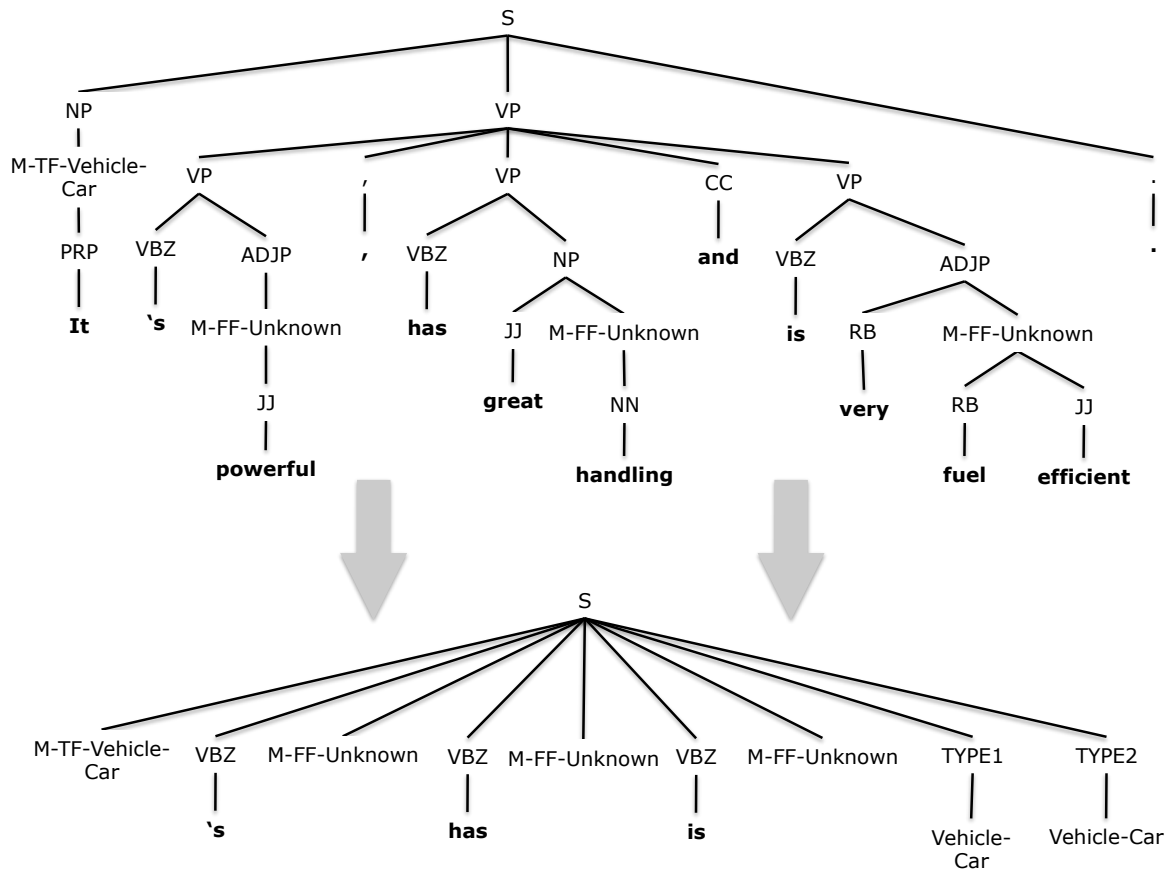 S
NP VP
M-TF-Vehicle-
Car
VP , VP CC VP .
PRP VBZ ADJP , VBZ NP and VBZ ADJP .
It ‘s M-FF-Unknown has JJ M-FF-Unknown is RB M-FF-Unknown
JJ great NN very RB JJ
powerful handling fuel efficient
S
M-TF-Vehicle-
Car
VBZ M-FF-Unknown VBZ M-FF-Unknown VBZ M-FF-Unknown TYPE1 TYPE2
‘s has is Vehicle-
Car
Vehicle-Car